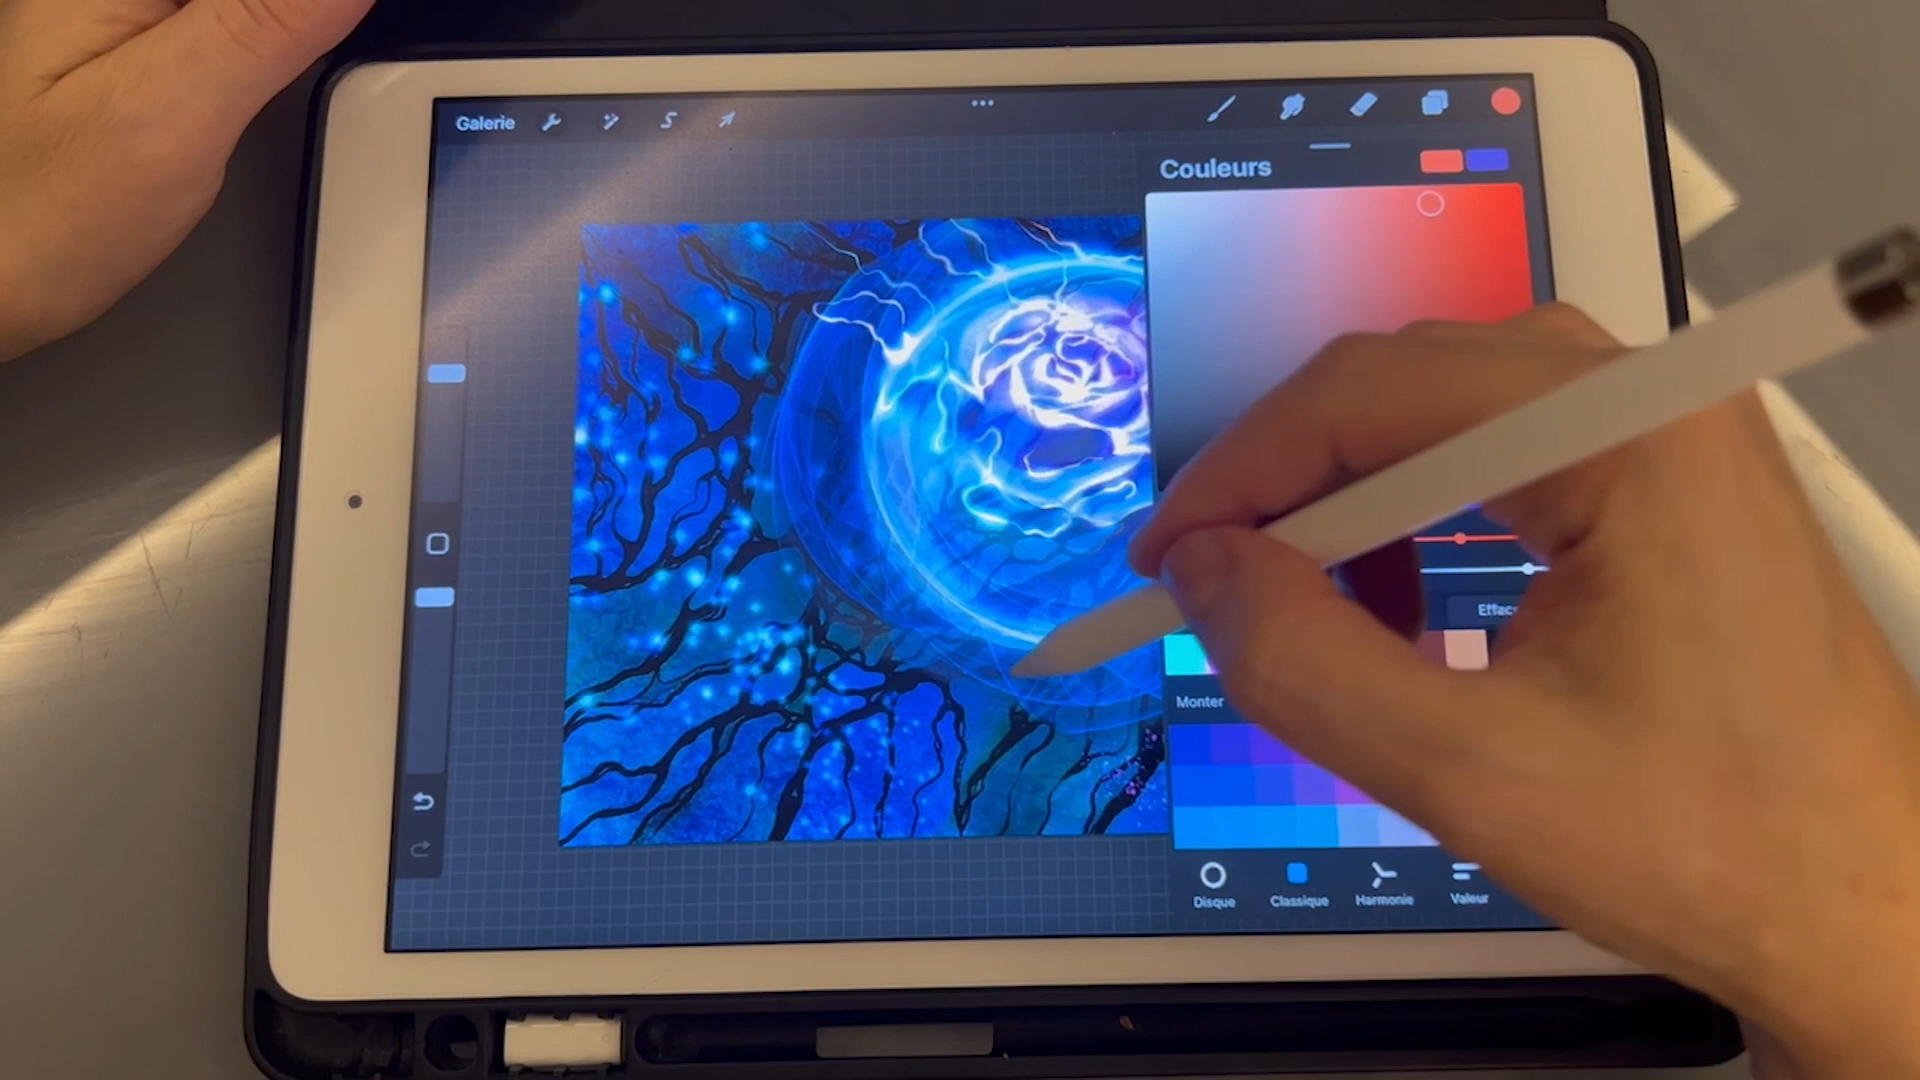 Galerie
Couleurs
Monter
Disque
Classique
Harmonie
Valeur